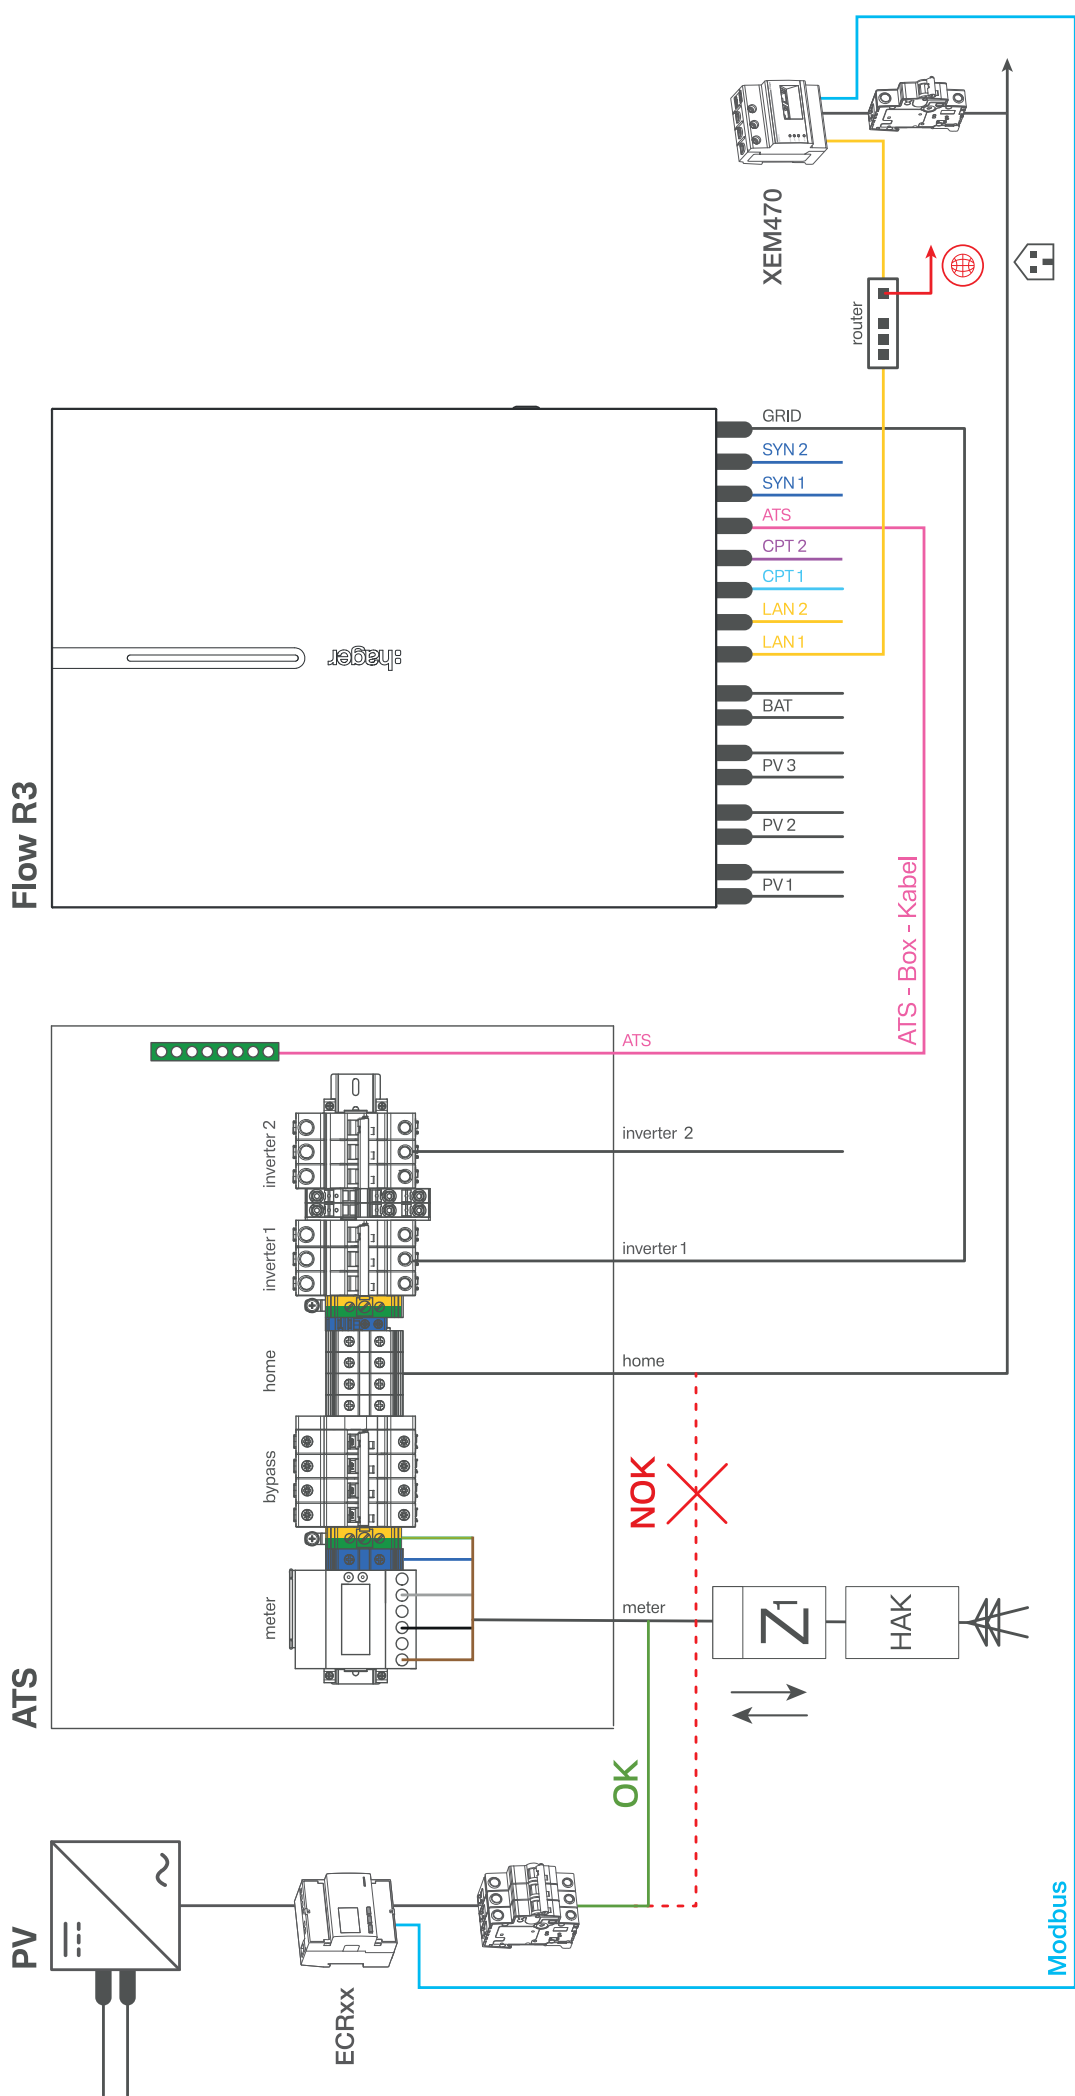 PV
ECRxx
Modbus
OK
NOK
ATS
meter
bypass
home
inverter 1
inverter 2
meter
home
inverter 1
inverter 2
ATS
Z1
HAK
ATS - Box - Kabel
Flow R3
:hager
PV 1
PV 2
PV 3
BAT
LAN 1
LAN 2
CPT 1
CPT 2
ATS
SYN 1
SYN 2
GRID
router
XEM470